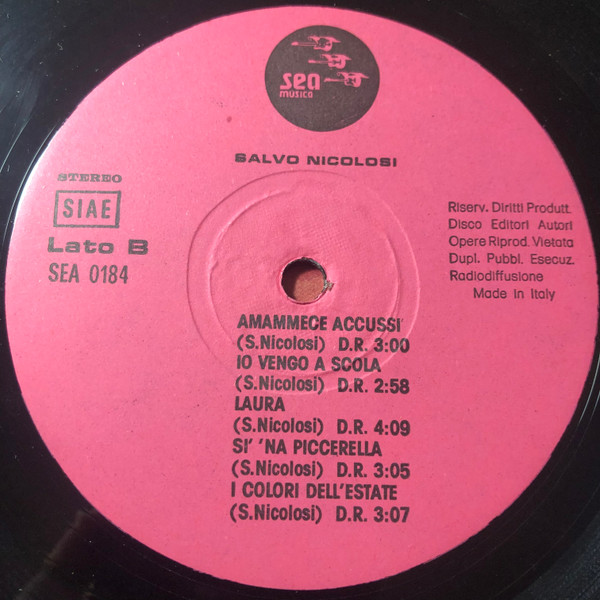 sea
musica
SALVO NICOLOSI
STEREO
SIAE
Lato B
SEA 0184
Riserv. Diritti Produtt.
Disco Editori Autori
Opere Riprod. Vietata
Dupl. Pubbl. Esecuz.
Radiodiffusione
Made in Italy
AMAMMECE ACCUSSI'
(S.Nicolosi) D.R. 3:00
IO VENGO A SCOLA
(S.Nicolosi) D.R. 2:58
LAURA
(S.Nicolosi) D.R. 4:09
SI' 'NA PICCERELLA
(S.Nicolosi) D.R. 3:05
I COLORI DELL'ESTATE
(S.Nicolosi) D.R. 3:07